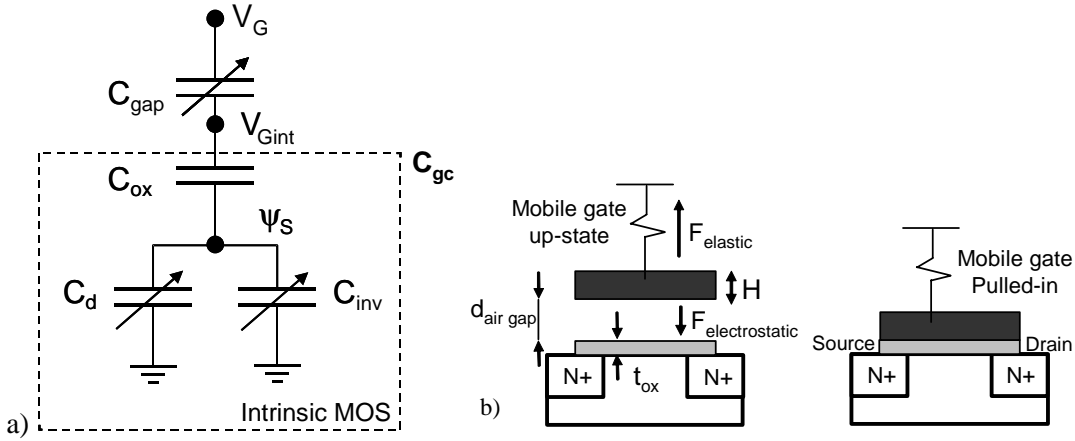 V_G
C_gap
V_Gint
C_gc
C_ox
ψ_S
C_d
C_inv
Intrinsic MOS
a)
Mobile gate
up-state
F_elastic
H
d_air gap
F_electrostatic
t_ox
N+
N+
b)
Mobile gate
Pulled-in
Source
Drain
N+
N+